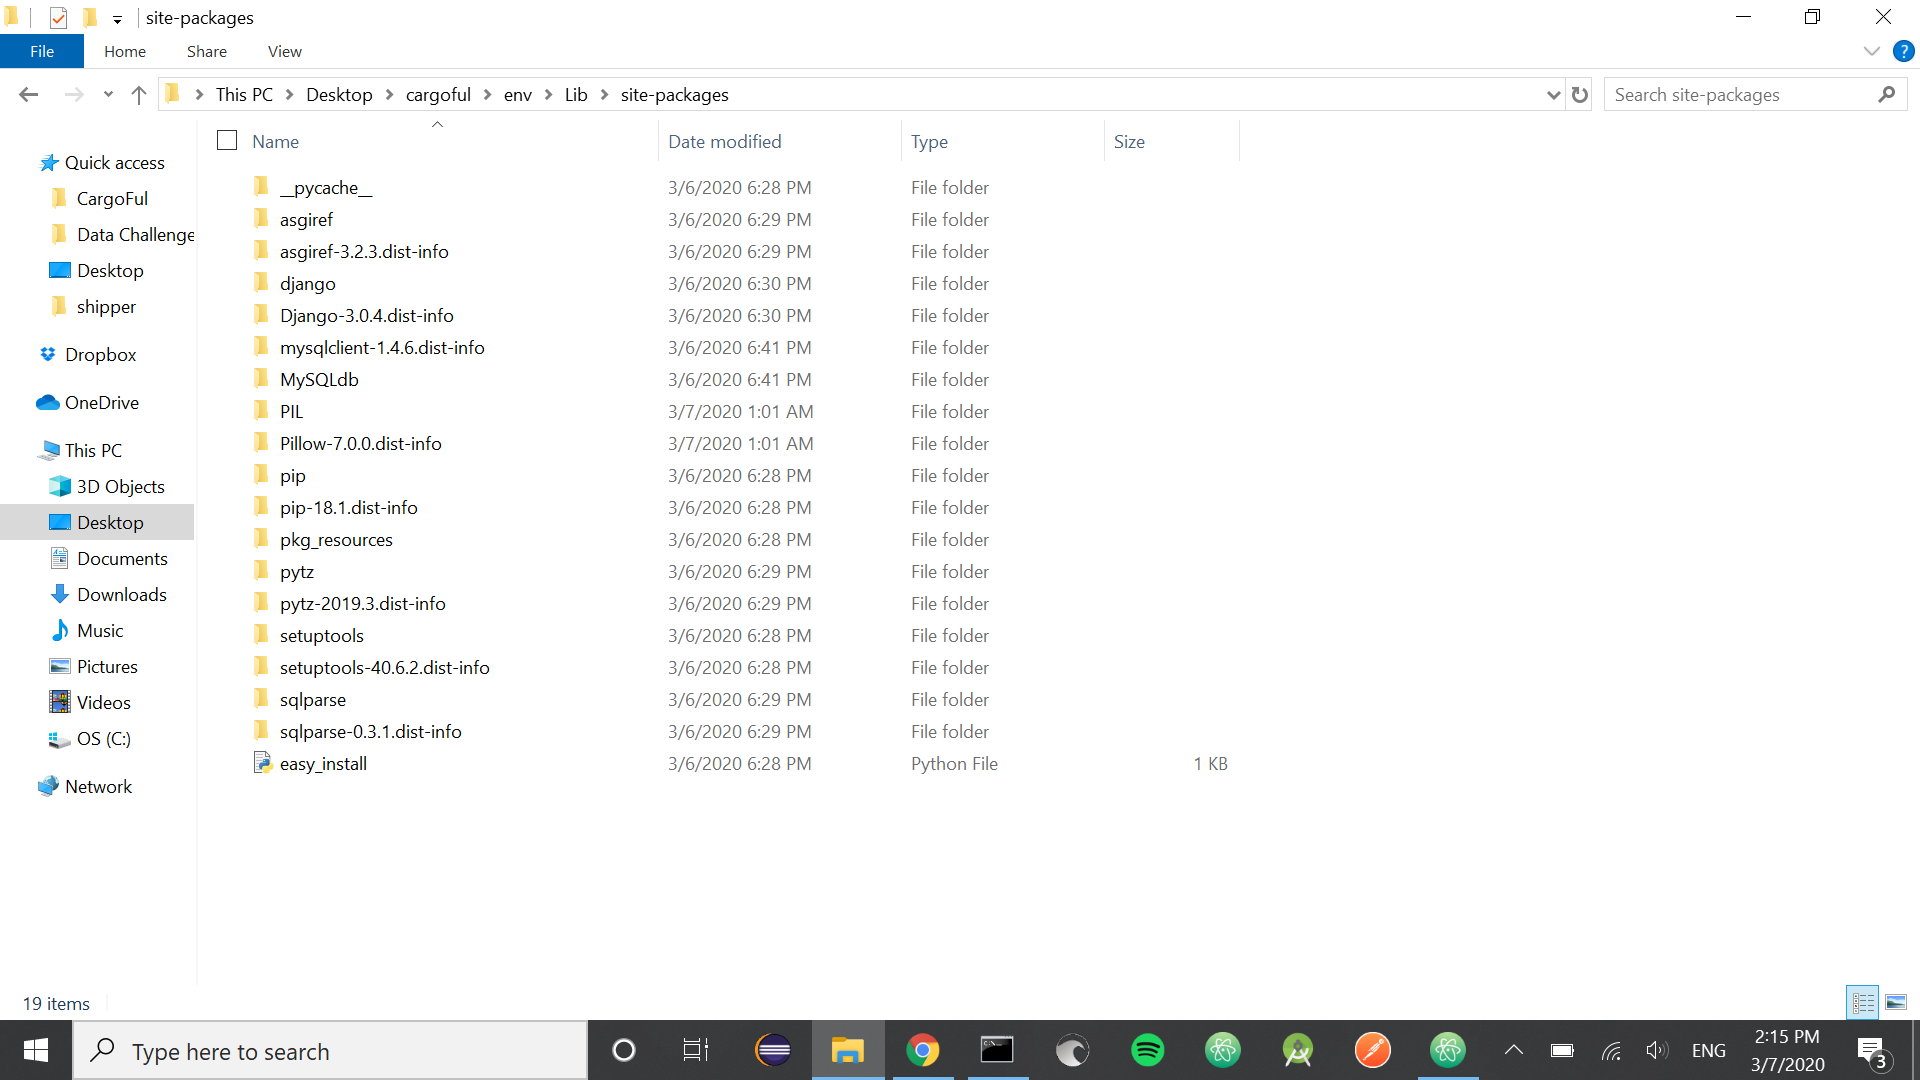 site-packages
File Home Share View
This PC Desktop cargoful env Lib site-packages
Search site-packages
Name Date modified Type Size
Quick access
CargoFul
Data Challenge
Desktop
shipper
Dropbox
OneDrive
This PC
3D Objects
Desktop
Documents
Downloads
Music
Pictures
Videos
OS (C:)
Network
__pycache__ 3/6/2020 6:28 PM File folder
asgiref 3/6/2020 6:29 PM File folder
asgiref-3.2.3.dist-info 3/6/2020 6:29 PM File folder
django 3/6/2020 6:30 PM File folder
Django-3.0.4.dist-info 3/6/2020 6:30 PM File folder
mysqlclient-1.4.6.dist-info 3/6/2020 6:41 PM File folder
MySQLdb 3/6/2020 6:41 PM File folder
PIL 3/7/2020 1:01 AM File folder
Pillow-7.0.0.dist-info 3/7/2020 1:01 AM File folder
pip 3/6/2020 6:28 PM File folder
pip-18.1.dist-info 3/6/2020 6:28 PM File folder
pkg_resources 3/6/2020 6:28 PM File folder
pytz 3/6/2020 6:29 PM File folder
pytz-2019.3.dist-info 3/6/2020 6:29 PM File folder
setuptools 3/6/2020 6:28 PM File folder
setuptools-40.6.2.dist-info 3/6/2020 6:28 PM File folder
sqlparse 3/6/2020 6:29 PM File folder
sqlparse-0.3.1.dist-info 3/6/2020 6:29 PM File folder
easy_install 3/6/2020 6:28 PM Python File 1 KB
19 items
Type here to search
ENG
2:15 PM
3/7/2020
3